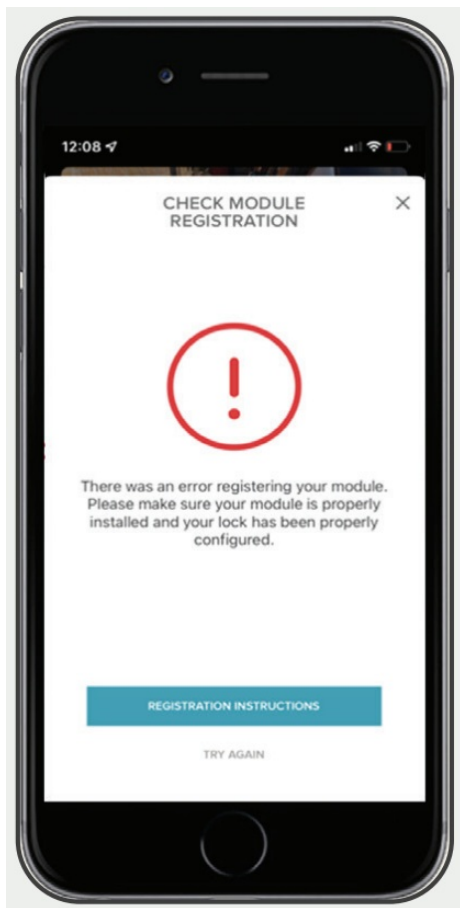 12:08
CHECK MODULE
REGISTRATION
There was an error registering your module.
Please make sure your module is properly
installed and your lock has been properly
configured.
REGISTRATION INSTRUCTIONS
TRY AGAIN